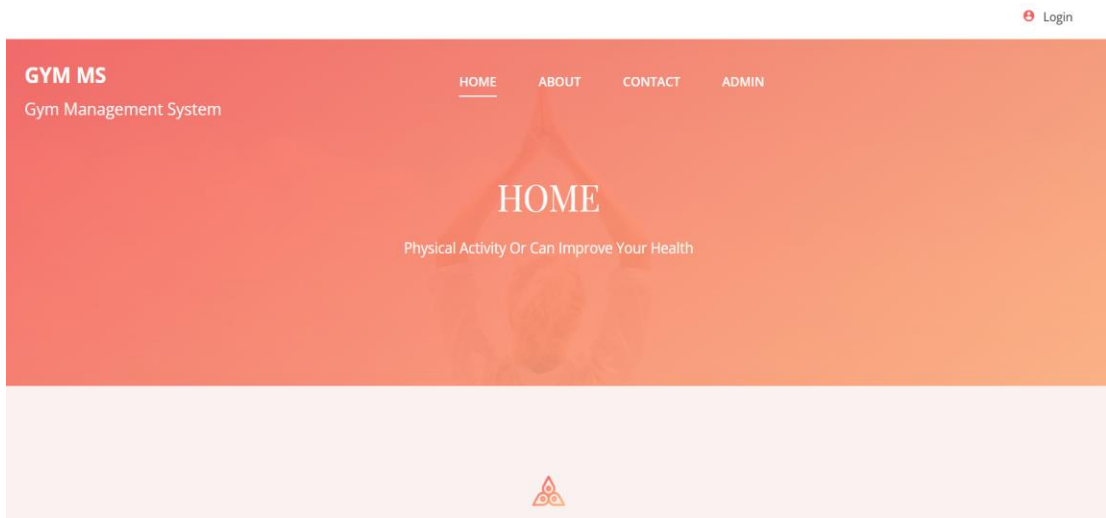 Login
GYM MS
Gym Management System
HOME ABOUT CONTACT ADMIN
HOME
Physical Activity Or Can Improve Your Health